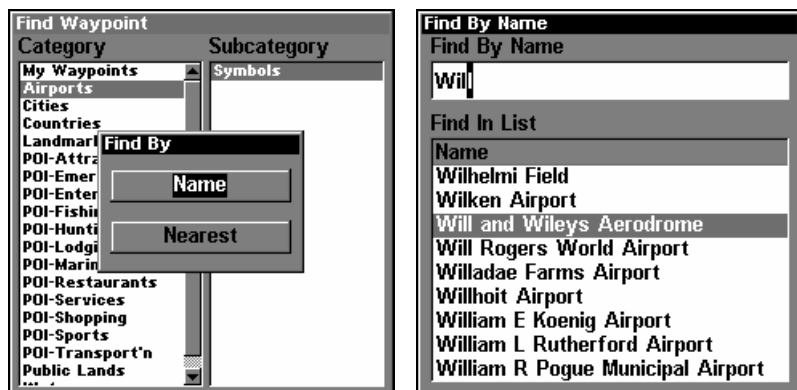 Find Waypoint
Category
Subcategory
My Waypoints
Airports
Cities
Countries
Symbols
Find By
Name
Nearest
POI-Restaurants
POI-Services
POI-Shopping
POI-Sports
POI-Transport'n
Public Lands
Find By Name
Find By Name
Will
Find In List
Name
Wilhelmi Field
Wilken Airport
Will and Wileys Aerodrome
Will Rogers World Airport
Willadae Farms Airport
Willhoit Airport
William E Koenig Airport
William L Rutherford Airport
William R Pogue Municipal Airport